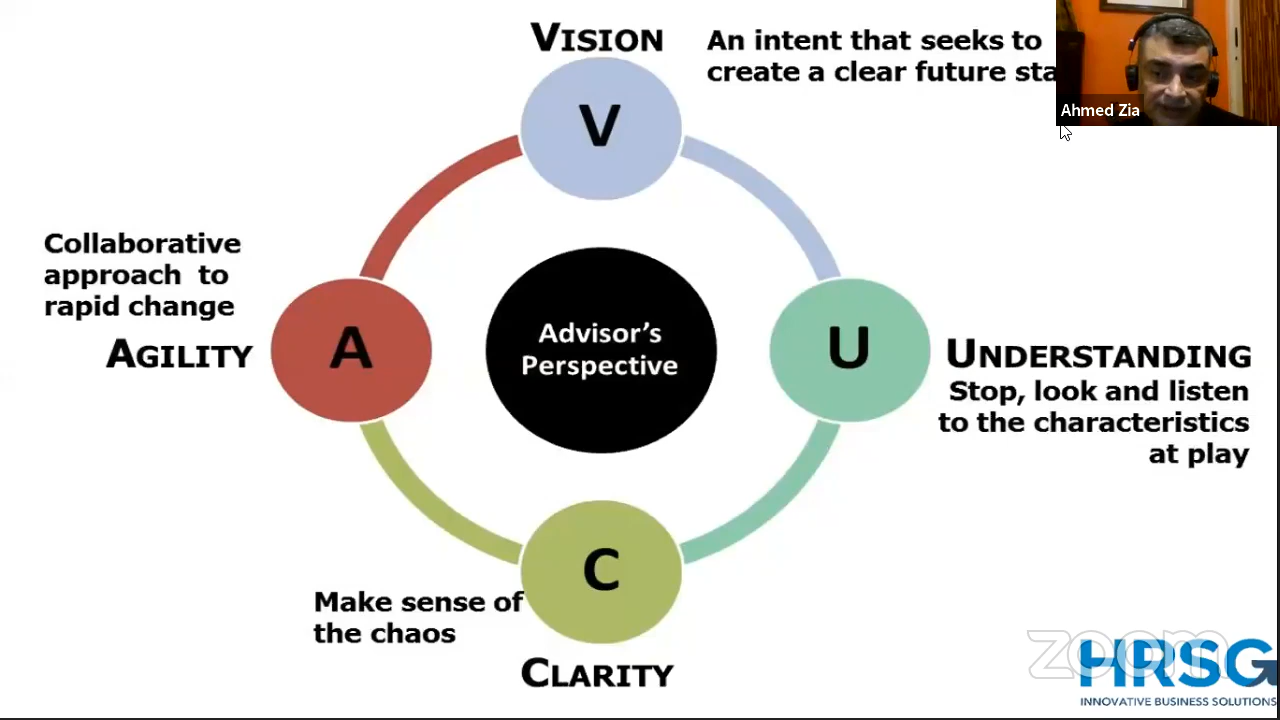 VISION
An intent that seeks to
create a clear future sta
Ahmed Zia
V
Collaborative
approach to
rapid change
AGILITY
A
Advisor's
Perspective
U
UNDERSTANDING
Stop, look and listen
to the characteristics
at play
C
Make sense of
the chaos
CLARITY
zoom
HRSG
INNOVATIVE BUSINESS SOLUTIONS